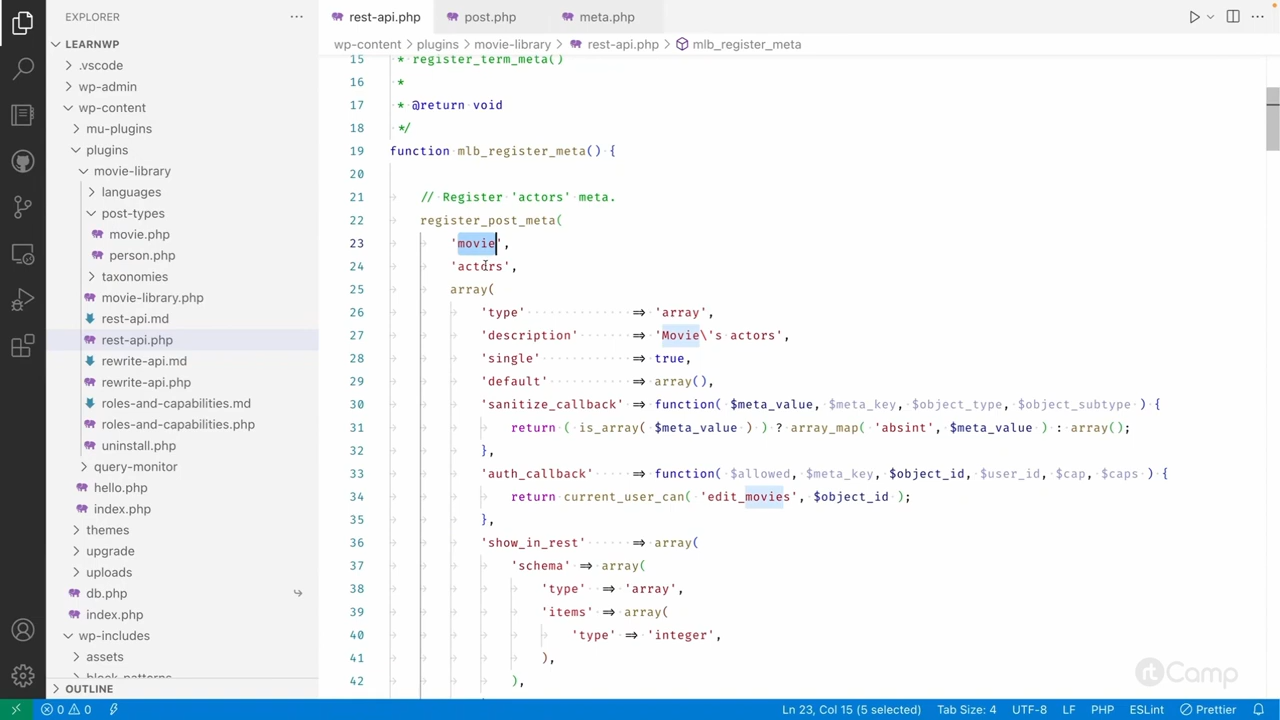 EXPLORER
rest-api.php
post.php
meta.php
LEARNWP
wp-content > plugins > movie-library > rest-api.php > mlb_register_meta
.vscode
wp-admin
wp-content
mu-plugins
plugins
movie-library
languages
post-types
movie.php
person.php
taxonomies
movie-library.php
rest-api.md
rest-api.php
rewrite-api.md
rewrite-api.php
roles-and-capabilities.md
roles-and-capabilities.php
uninstall.php
query-monitor
hello.php
index.php
themes
upgrade
uploads
db.php
index.php
wp-includes
assets
block-patterns
OUTLINE
15 * register_term_meta()
16 *
17 * @return void
18 */
19 function mlb_register_meta() {
20
21 // Register 'actors' meta.
22 register_post_meta(
23 'movie',
24 'actors',
25 array(
26 'type' => 'array',
27 'description' => 'Movie\'s actors',
28 'single' => true,
29 'default' => array(),
30 'sanitize_callback' => function( $meta_value, $meta_key, $object_type, $object_subtype ) {
31 return ( is_array( $meta_value ) ) ? array_map( 'absint', $meta_value ) : array();
32 },
33 'auth_callback' => function( $allowed, $meta_key, $object_id, $user_id, $cap, $caps ) {
34 return current_user_can( 'edit_movies', $object_id );
35 },
36 'show_in_rest' => array(
37 'schema' => array(
38 'type' => 'array',
39 'items' => array(
40 'type' => 'integer',
41 ),
42 ),
rtCamp
0 0
Ln 23, Col 15 (5 selected)
Tab Size: 4
UTF-8
LF
PHP
ESLint
Prettier